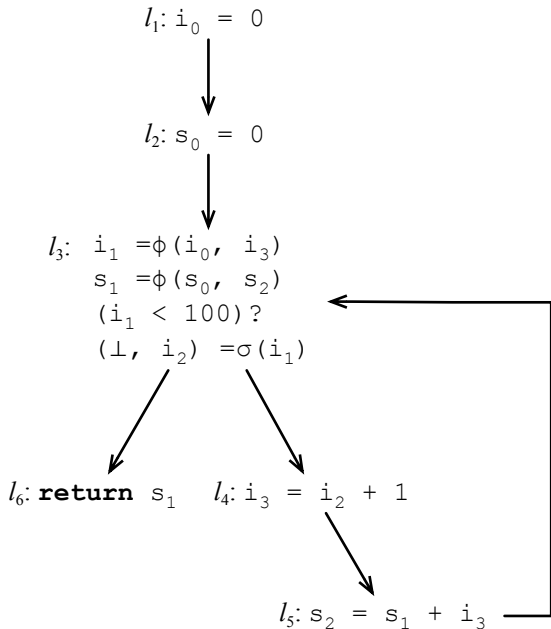 l₁: i₀ = 0
l₂: s₀ = 0
l₃: i₁ =ϕ(i₀, i₃)
s₁ =ϕ(s₀, s₂)
(i₁ < 100)?
(⊥, i₂) =σ(i₁)
l₆: return s₁ l₄: i₃ = i₂ + 1
l₅: s₂ = s₁ + i₃